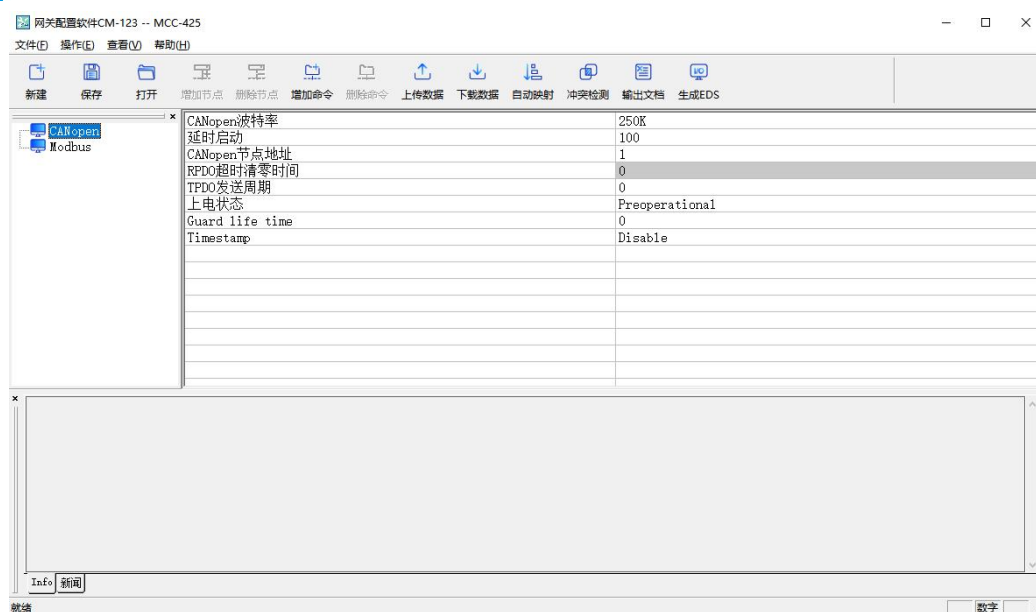 网关配置软件CM-123 -- MCC-425
文件(F) 操作(E) 查看(V) 帮助(H)
新建 保存 打开 增加节点 删除节点 增加命令 删除命令 上传数据 下载数据 自动映射 冲突检测 输出文档 生成EDS
CANopen
Modbus
CANopen波特率 250K
延时启动 100
CANopen节点地址 1
RPDO超时清零时间 0
TPDO发送周期 0
上电状态 Preoperational
Guard life time 0
Timestamp Disable
Info 新闻
就绪 数字